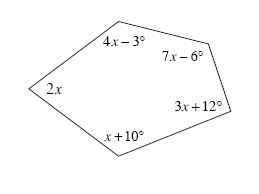 4x – 3°
7x – 6°
2x
3x + 12°
x + 10°